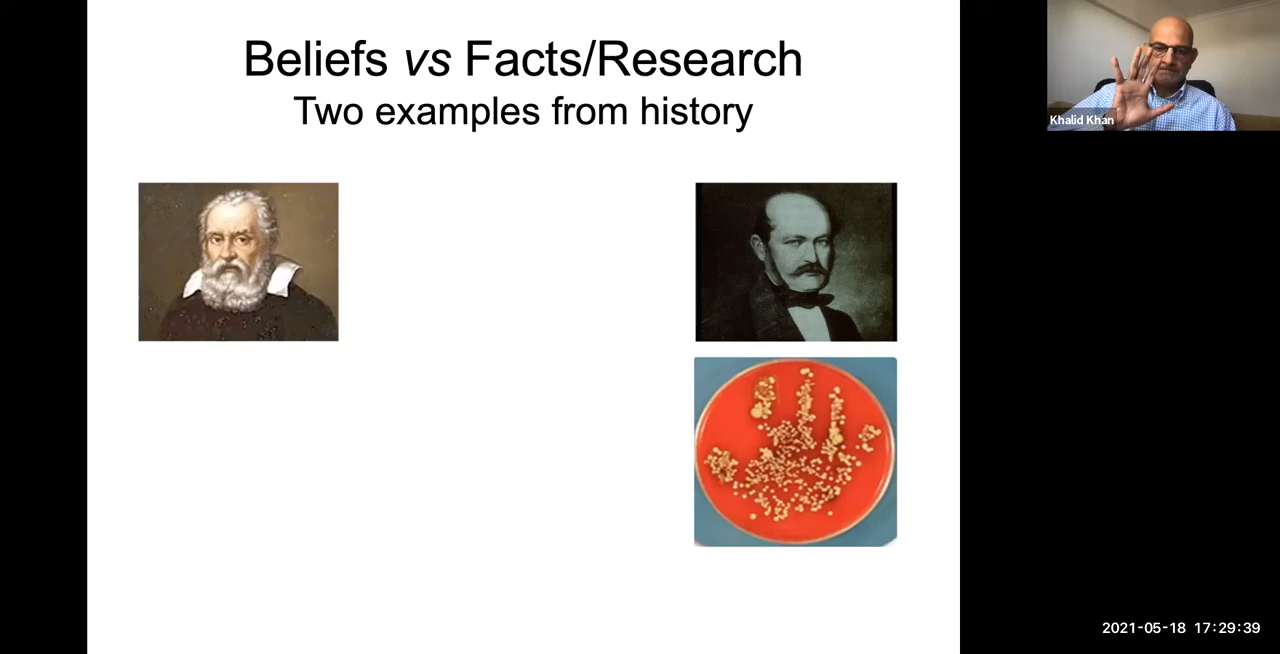 Beliefs vs Facts/Research
Two examples from history
Khalid Khan
2021-05-18 17:29:39